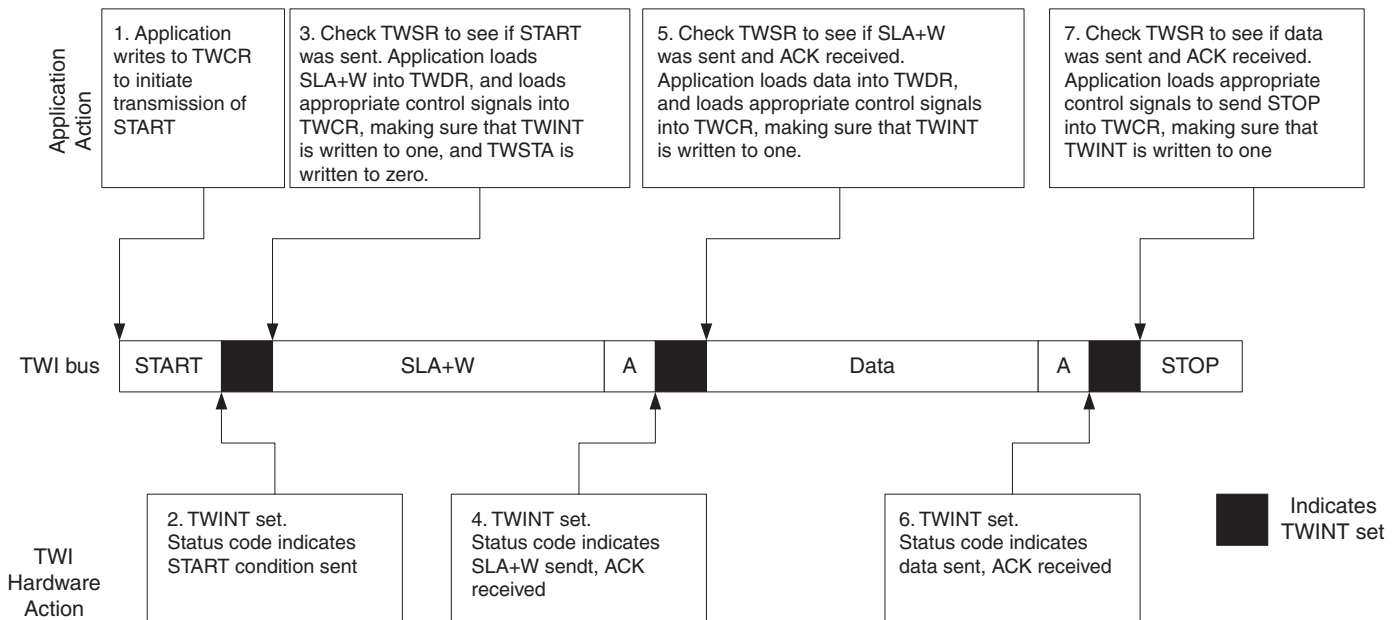 Application
Action
1. Application
writes to TWCR
to initiate
transmission of
START
3. Check TWSR to see if START
was sent. Application loads
SLA+W into TWDR, and loads
appropriate control signals into
TWCR, making sure that TWINT
is written to one, and TWSTA is
written to zero.
5. Check TWSR to see if SLA+W
was sent and ACK received.
Application loads data into TWDR,
and loads appropriate control signals
into TWCR, making sure that TWINT
is written to one.
7. Check TWSR to see if data
was sent and ACK received.
Application loads appropriate
control signals to send STOP
into TWCR, making sure that
TWINT is written to one
TWI bus
START
SLA+W
A
Data
A
STOP
TWI
Hardware
Action
2. TWINT set.
Status code indicates
START condition sent
4. TWINT set.
Status code indicates
SLA+W sendt, ACK
received
6. TWINT set.
Status code indicates
data sent, ACK received
Indicates
TWINT set